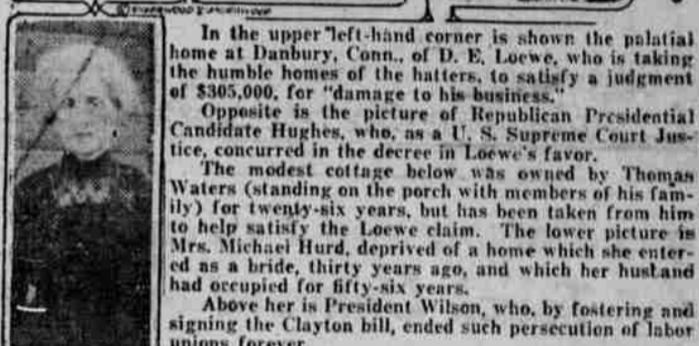 UNDERWOOD & UNDERWOOD
In the upper left-hand corner is shown the palatial
home at Danbury, Conn., of D. E. Loewe, who is taking
the humble homes of the hatters, to satisfy a judgment
of $305,000, for "damage to his business."
Opposite is the picture of Republican Presidential
Candidate Hughes, who, as a U. S. Supreme Court Jus-
tice, concurred in the decree in Loewe's favor.
The modest cottage below was owned by Thomas
Waters (standing on the porch with members of his fam-
ily) for twenty-six years, but has been taken from him
to help satisfy the Loewe claim. The lower picture is
Mrs. Michael Hurd, deprived of a home which she enter-
ed as a bride, thirty years ago, and which her husband
had occupied for fifty-six years.
Above her is President Wilson, who, by fostering and
signing the Clayton bill, ended such persecution of labor
unions forever.